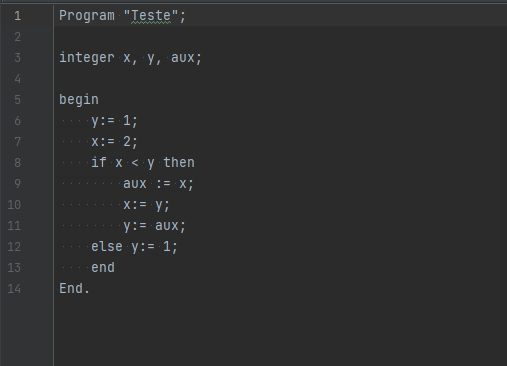 1 Program "Teste";
2
3 integer x, y, aux;
4
5 begin
6     y:= 1;
7     x:= 2;
8     if x < y then
9         aux := x;
10         x:= y;
11         y:= aux;
12     else y:= 1;
13     end
14 End.